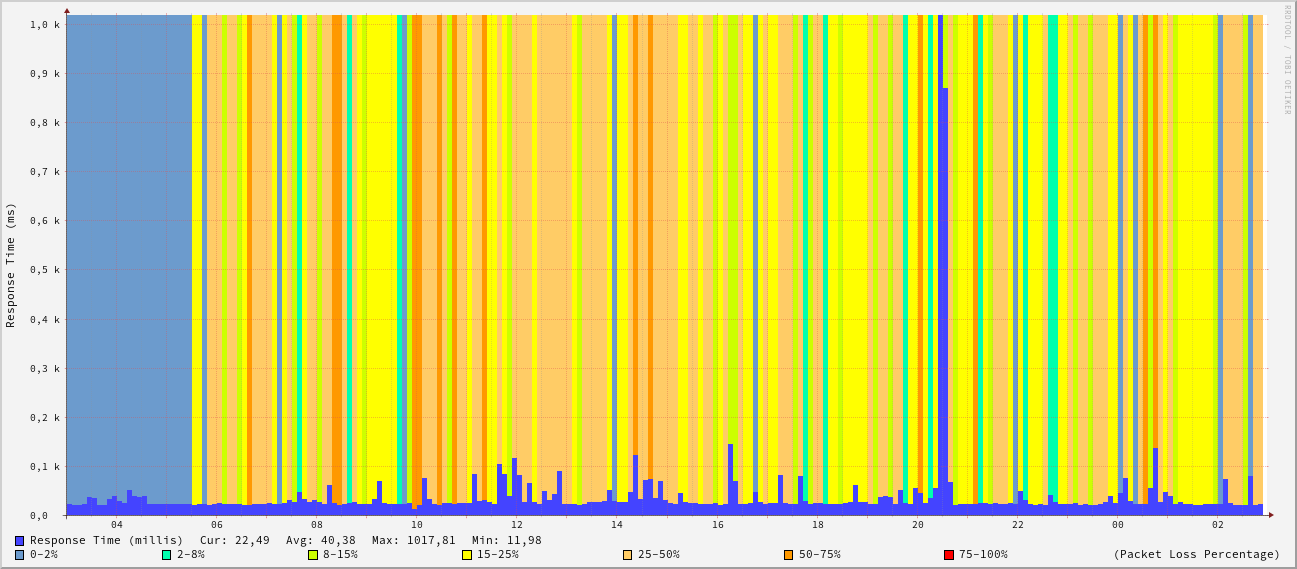 RRDTOOL / TOBI OETIKER
Response Time (ms)
1,0 k
0,9 k
0,8 k
0,7 k
0,6 k
0,5 k
0,4 k
0,3 k
0,2 k
0,1 k
0,0
04 06 08 10 12 14 16 18 20 22 00 02
Response Time (millis) Cur: 22,49 Avg: 40,38 Max: 1017,81 Min: 11,98
0-2% 2-8% 8-15% 15-25% 25-50% 50-75% 75-100% (Packet Loss Percentage)